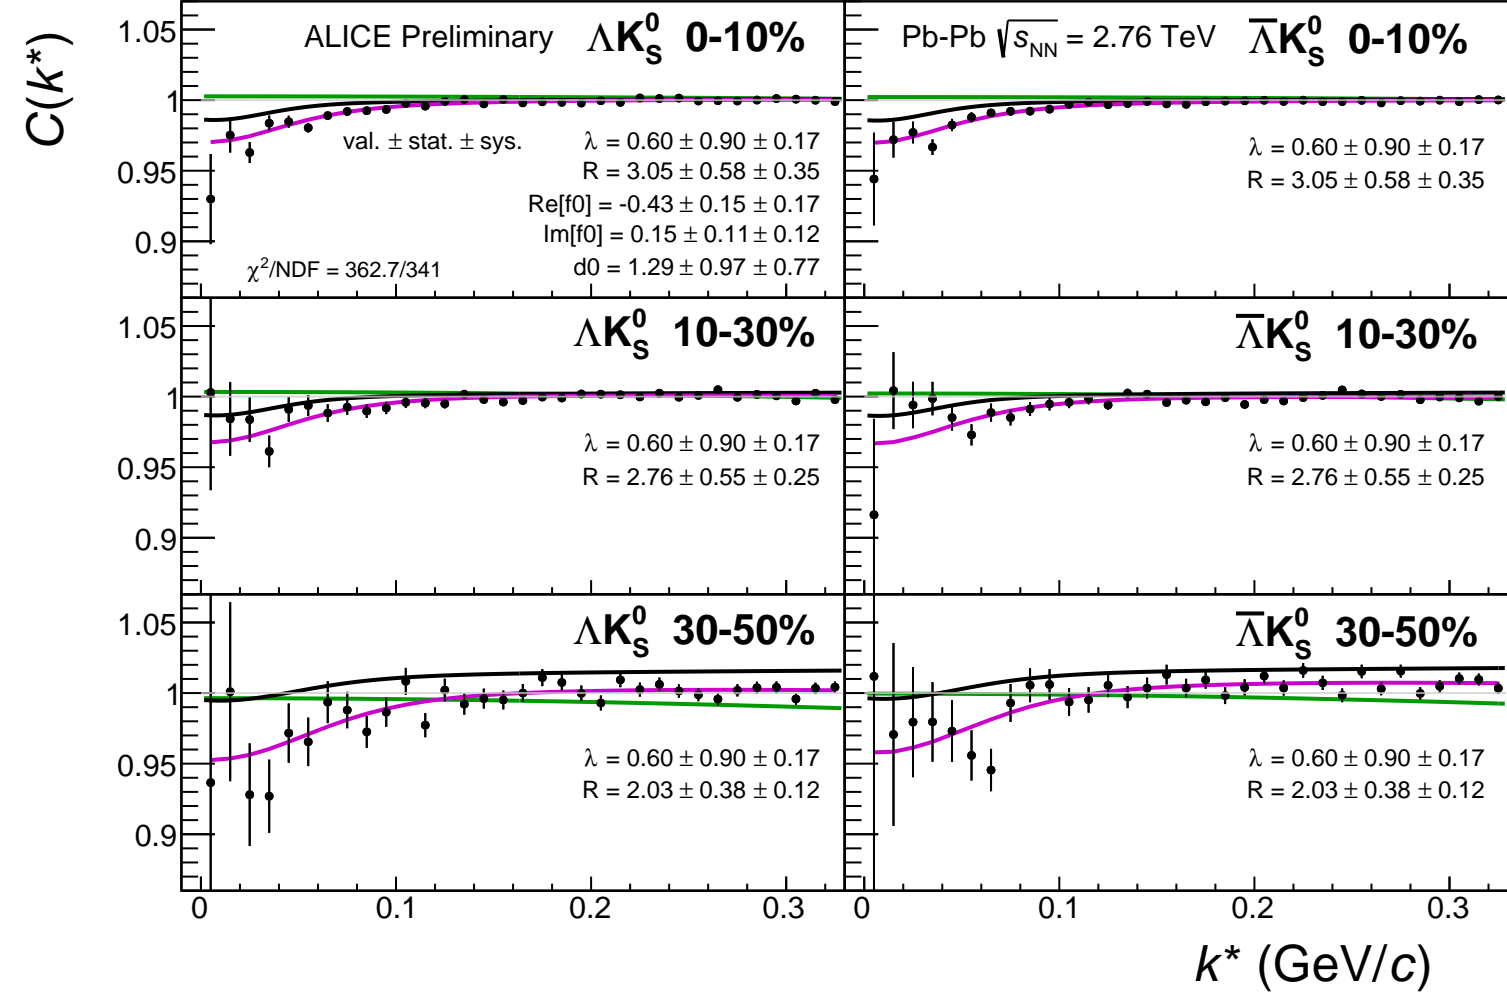 C(k*)
ALICE Preliminary ΛK⁰S 0-10%
val. ± stat. ± sys.
λ = 0.60 ± 0.90 ± 0.17
R = 3.05 ± 0.58 ± 0.35
Re[f0] = -0.43 ± 0.15 ± 0.17
Im[f0] = 0.15 ± 0.11 ± 0.12
χ²/NDF = 362.7/341
d0 = 1.29 ± 0.97 ± 0.77
1.05
1
0.95
0.9
Pb-Pb √sNN = 2.76 TeV Λ̅K⁰S 0-10%
λ = 0.60 ± 0.90 ± 0.17
R = 3.05 ± 0.58 ± 0.35
ΛK⁰S 10-30%
λ = 0.60 ± 0.90 ± 0.17
R = 2.76 ± 0.55 ± 0.25
1.05
1
0.95
0.9
Λ̅K⁰S 10-30%
λ = 0.60 ± 0.90 ± 0.17
R = 2.76 ± 0.55 ± 0.25
ΛK⁰S 30-50%
λ = 0.60 ± 0.90 ± 0.17
R = 2.03 ± 0.38 ± 0.12
1.05
1
0.95
0.9
Λ̅K⁰S 30-50%
λ = 0.60 ± 0.90 ± 0.17
R = 2.03 ± 0.38 ± 0.12
0 0.1 0.2 0.3
0 0.1 0.2 0.3
k* (GeV/c)